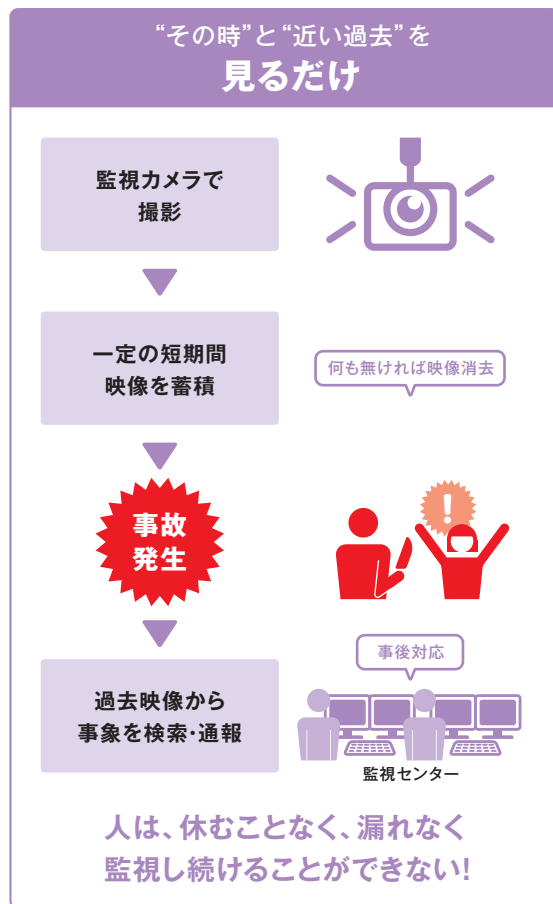 “その時”と“近い過去”を
見るだけ
監視カメラで
撮影
一定の短期間
映像を蓄積
何も無ければ映像消去
事故
発生
!
過去映像から
事象を検索・通報
事後対応
監視センター
人は、休むことなく、漏れなく
監視し続けることができない!